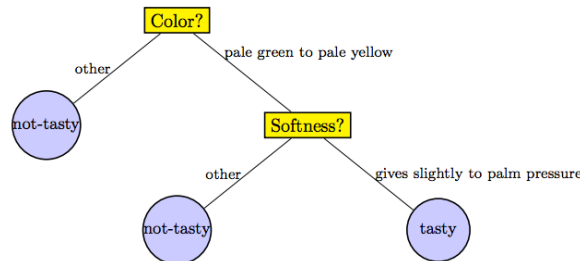 Color?
other
pale green to pale yellow
not-tasty
Softness?
other
gives slightly to palm pressure
not-tasty
tasty